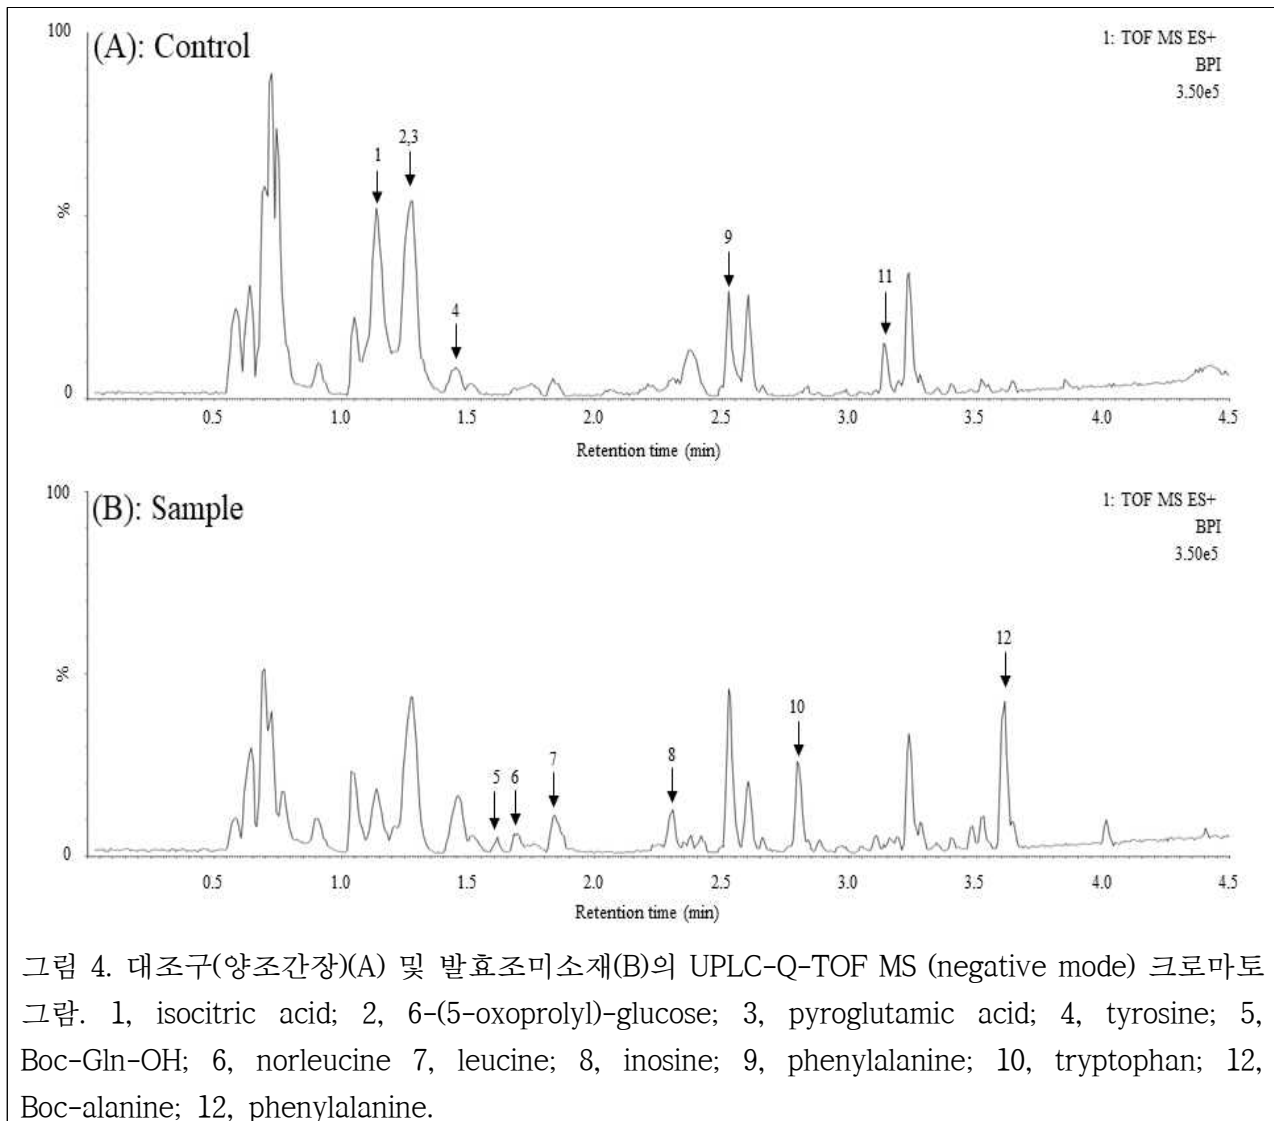 100
(A): Control
1: TOF MS ES+
BPI
3.50e5
%
0
1
2,3
4
9
11
0.5 1.0 1.5 2.0 2.5 3.0 3.5 4.0 4.5
Retention time (min)
100
(B): Sample
1: TOF MS ES+
BPI
3.50e5
%
0
5
6
7
8
10
12
0.5 1.0 1.5 2.0 2.5 3.0 3.5 4.0 4.5
Retention time (min)
그림 4. 대조구(양조간장)(A) 및 발효조미소재(B)의 UPLC-Q-TOF MS (negative mode) 크로마토
그람. 1, isocitric acid; 2, 6-(5-oxoprolyl)-glucose; 3, pyroglutamic acid; 4, tyrosine; 5,
Boc-Gln-OH; 6, norleucine 7, leucine; 8, inosine; 9, phenylalanine; 10, tryptophan; 12,
Boc-alanine; 12, phenylalanine.